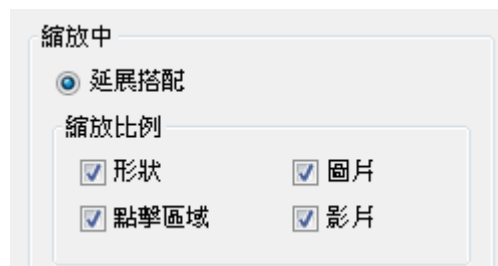 縮放中
延展搭配
縮放比例
形狀 圖片
點擊區域 影片